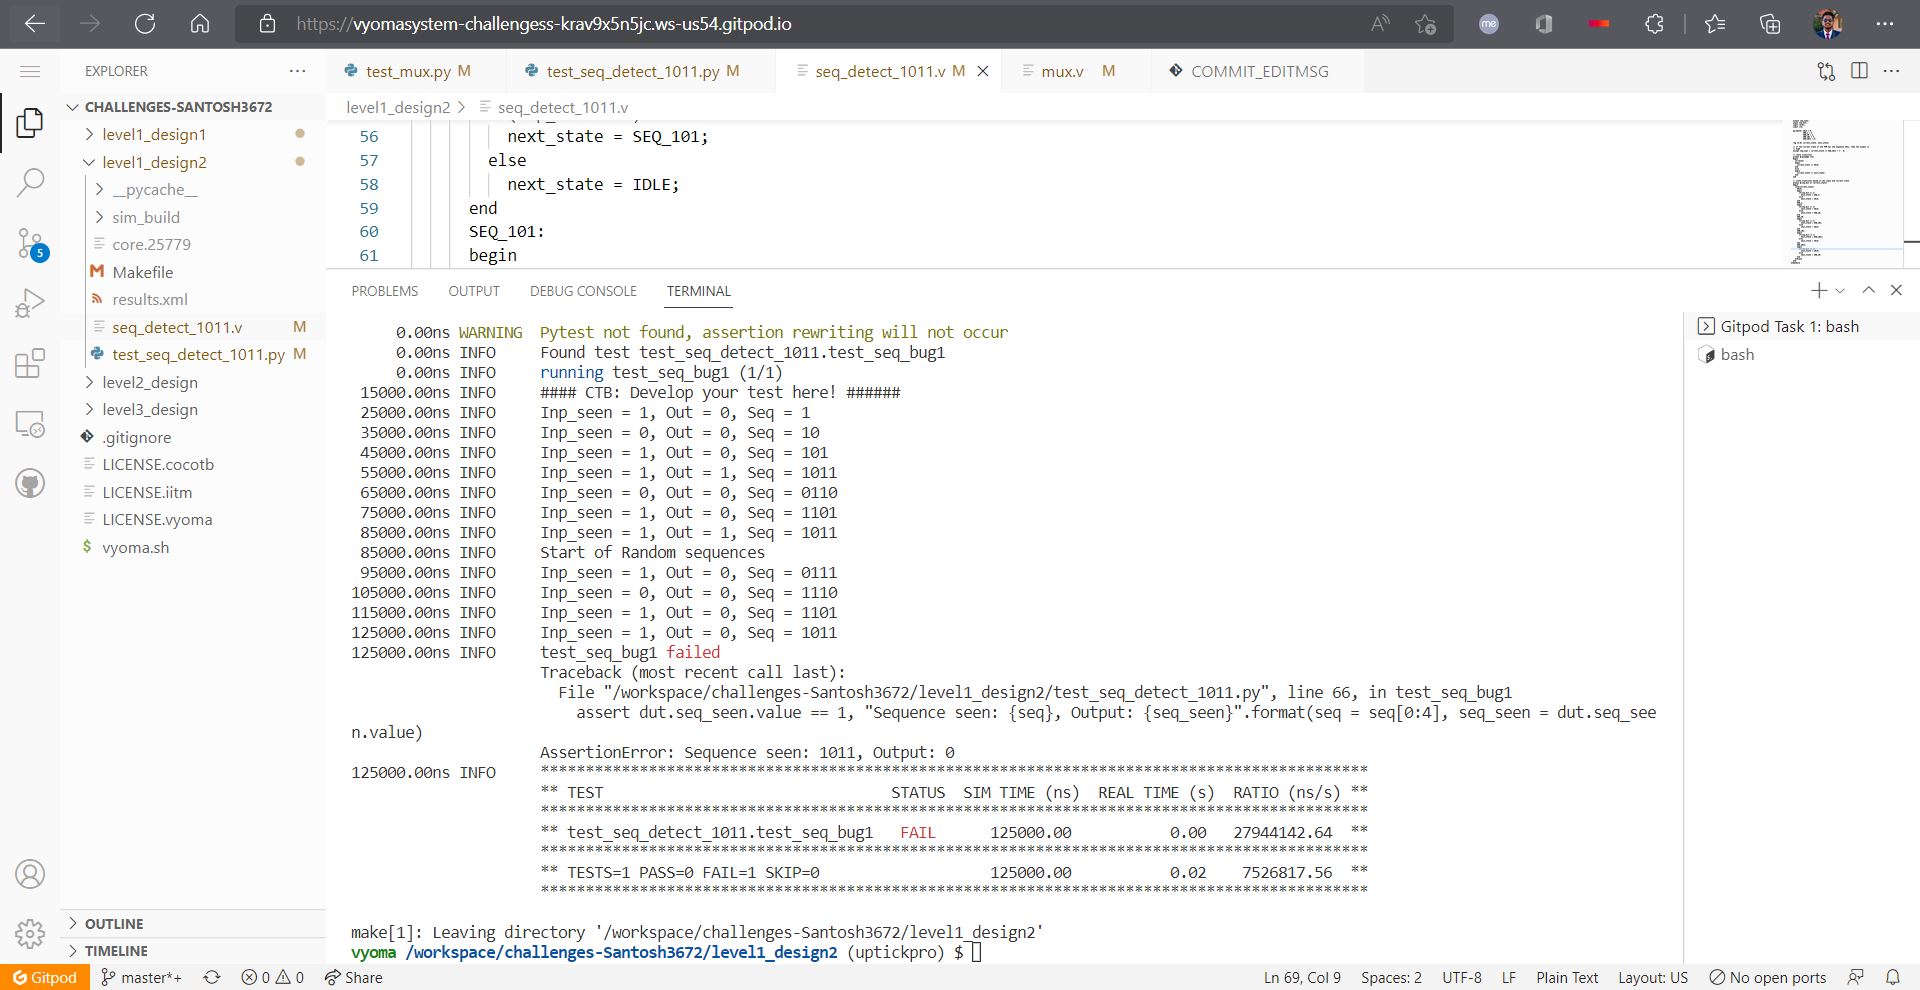 https://vyomasystem-challengess-krav9x5n5jc.ws-us54.gitpod.io
me
EXPLORER
test_mux.py M
test_seq_detect_1011.py M
seq_detect_1011.v M
mux.v M
COMMIT_EDITMSG
CHALLENGES-SANTOSH3672
level1_design1
level1_design2
__pycache__
sim_build
core.25779
Makefile
results.xml
seq_detect_1011.v M
test_seq_detect_1011.py M
level2_design
level3_design
.gitignore
LICENSE.cocotb
LICENSE.iitm
LICENSE.vyoma
vyoma.sh
5
OUTLINE
TIMELINE
level1_design2 > seq_detect_1011.v
56 next_state = SEQ_101;
57 else
58 next_state = IDLE;
59 end
60 SEQ_101:
61 begin
PROBLEMS OUTPUT DEBUG CONSOLE TERMINAL
0.00ns WARNING Pytest not found, assertion rewriting will not occur
0.00ns INFO Found test test_seq_detect_1011.test_seq_bug1
0.00ns INFO running test_seq_bug1 (1/1)
15000.00ns INFO #### CTB: Develop your test here! ######
25000.00ns INFO Inp_seen = 1, Out = 0, Seq = 1
35000.00ns INFO Inp_seen = 0, Out = 0, Seq = 10
45000.00ns INFO Inp_seen = 1, Out = 0, Seq = 101
55000.00ns INFO Inp_seen = 1, Out = 1, Seq = 1011
65000.00ns INFO Inp_seen = 0, Out = 0, Seq = 0110
75000.00ns INFO Inp_seen = 1, Out = 0, Seq = 1101
85000.00ns INFO Inp_seen = 1, Out = 1, Seq = 1011
85000.00ns INFO Start of Random sequences
95000.00ns INFO Inp_seen = 1, Out = 0, Seq = 0111
105000.00ns INFO Inp_seen = 0, Out = 0, Seq = 1110
115000.00ns INFO Inp_seen = 1, Out = 0, Seq = 1101
125000.00ns INFO Inp_seen = 1, Out = 0, Seq = 1011
125000.00ns INFO test_seq_bug1 failed
Traceback (most recent call last):
File "/workspace/challenges-Santosh3672/level1_design2/test_seq_detect_1011.py", line 66, in test_seq_bug1
assert dut.seq_seen.value == 1, "Sequence seen: {seq}, Output: {seq_seen}".format(seq = seq[0:4], seq_seen = dut.seq_see
n.value)
AssertionError: Sequence seen: 1011, Output: 0
125000.00ns INFO ********************************************************************************************
** TEST STATUS SIM TIME (ns) REAL TIME (s) RATIO (ns/s) **
********************************************************************************************
** test_seq_detect_1011.test_seq_bug1 FAIL 125000.00 0.00 27944142.64 **
********************************************************************************************
** TESTS=1 PASS=0 FAIL=1 SKIP=0 125000.00 0.02 7526817.56 **
********************************************************************************************
make[1]: Leaving directory '/workspace/challenges-Santosh3672/level1_design2'
vyoma /workspace/challenges-Santosh3672/level1_design2 (uptickpro) $
Gitpod Task 1: bash
bash
Gitpod master*+ 0 0 Share
Ln 69, Col 9 Spaces: 2 UTF-8 LF Plain Text Layout: US No open ports